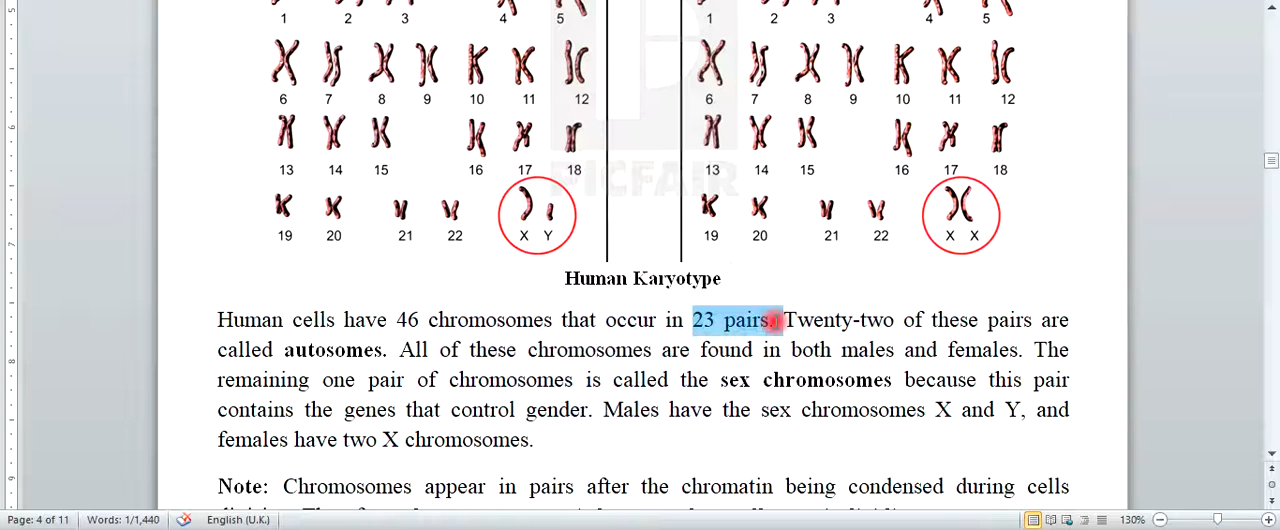 1 2 3 4 5 1 2 3 4 5
6 7 8 9 10 11 12 6 7 8 9 10 11 12
13 14 15 16 17 18 13 14 15 16 17 18
PICFAIR
19 20 21 22 X Y 19 20 21 22 X X
Human Karyotype
Human cells have 46 chromosomes that occur in 23 pairs. Twenty-two of these pairs are
called autosomes. All of these chromosomes are found in both males and females. The
remaining one pair of chromosomes is called the sex chromosomes because this pair
contains the genes that control gender. Males have the sex chromosomes X and Y, and
females have two X chromosomes.
Note: Chromosomes appear in pairs after the chromatin being condensed during cells
Page: 4 of 11 Words: 1/1,440 English (U.K.) 130%